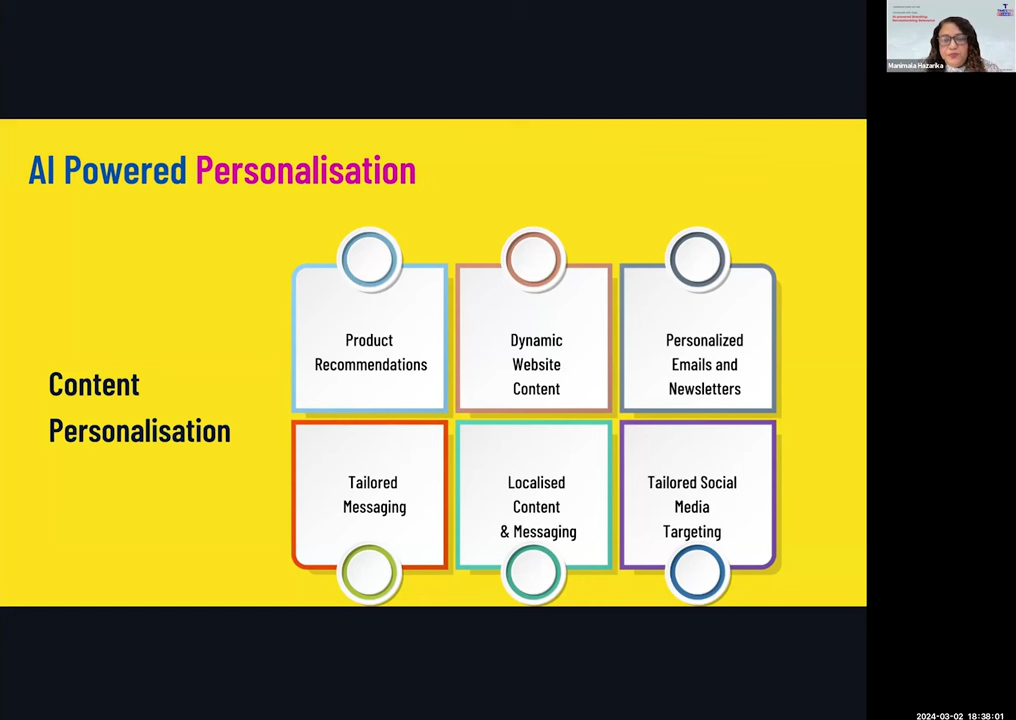 AI Powered Personalisation
Content
Personalisation
Product
Recommendations
Dynamic
Website
Content
Personalized
Emails and
Newsletters
Tailored
Messaging
Localised
Content
& Messaging
Tailored Social
Media
Targeting
Manimala Hazarika
2024-03-02 18:38:01